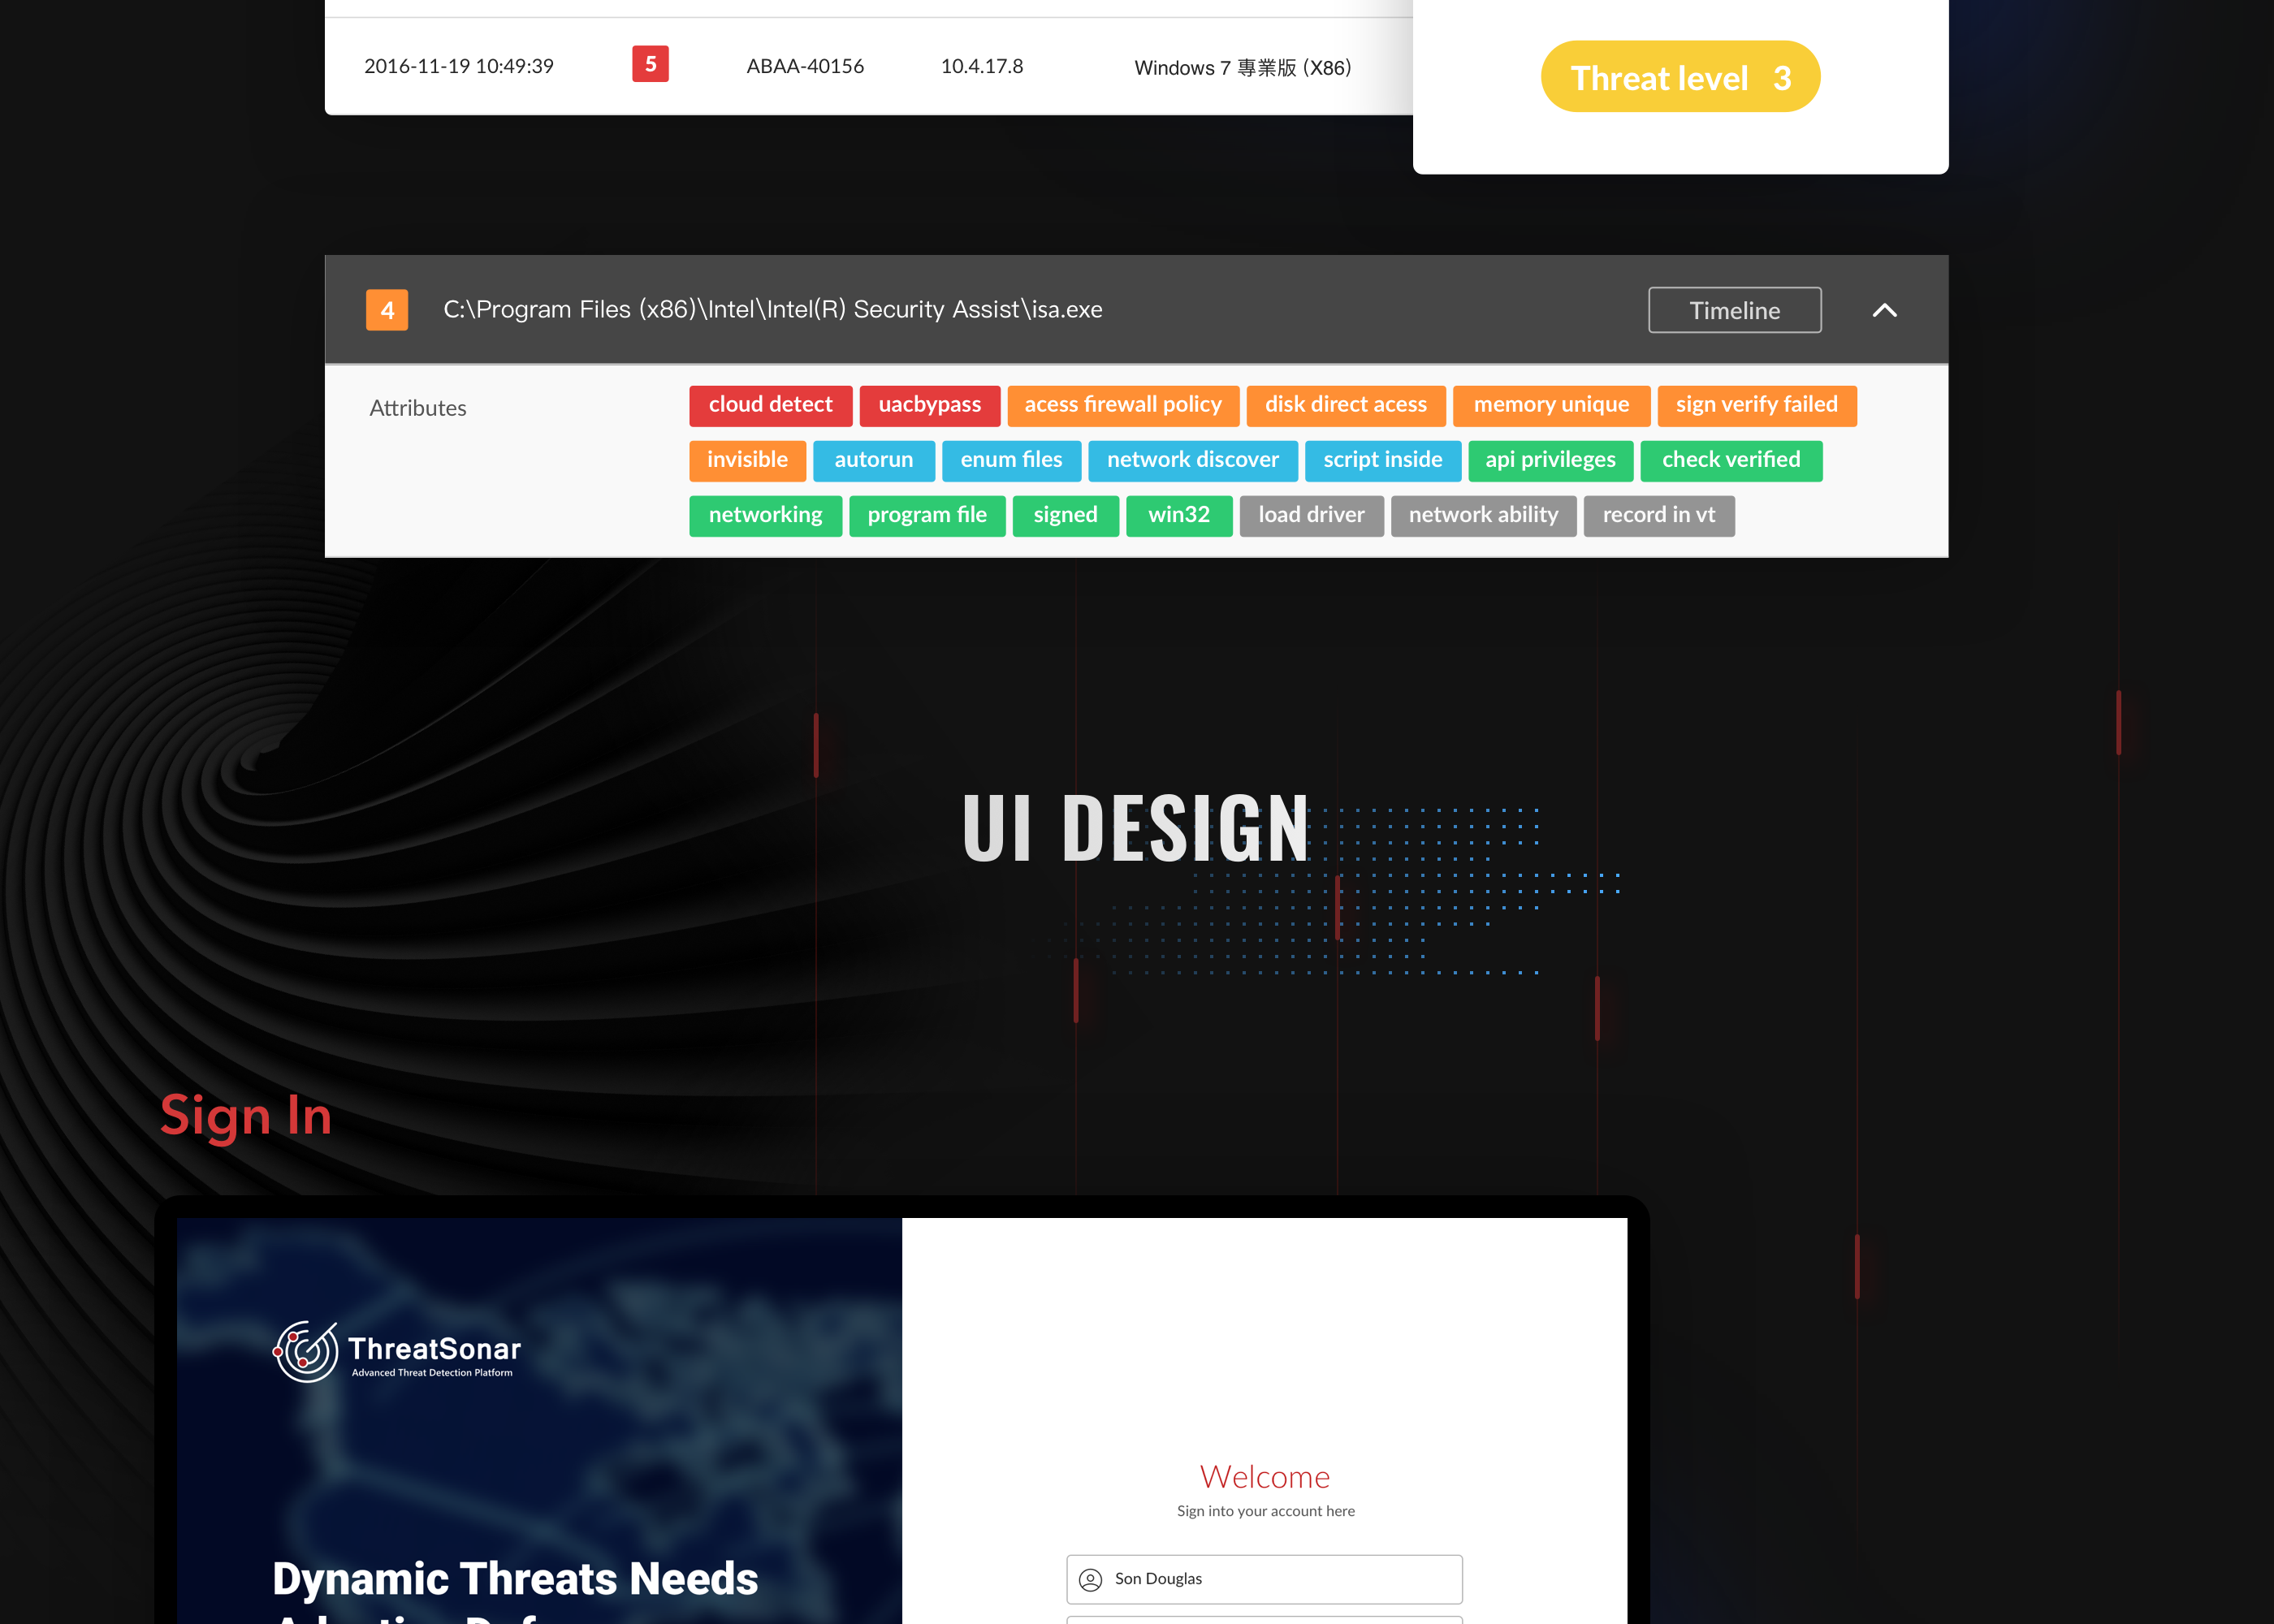 2016-11-19 10:49:39 5 ABAA-40156 10.4.17.8 Windows 7 專業版 (X86)
Threat level 3
4 C:\Program Files (x86)\Intel\Intel(R) Security Assist\isa.exe Timeline
Attributes
cloud detect uacbypass acess firewall policy disk direct acess memory unique sign verify failed
invisible autorun enum files network discover script inside api privileges check verified
networking program file signed win32 load driver network ability record in vt
UI DESIGN
Sign In
ThreatSonar
Advanced Threat Detection Platform
Welcome
Sign into your account here
Dynamic Threats Needs
Son Douglas